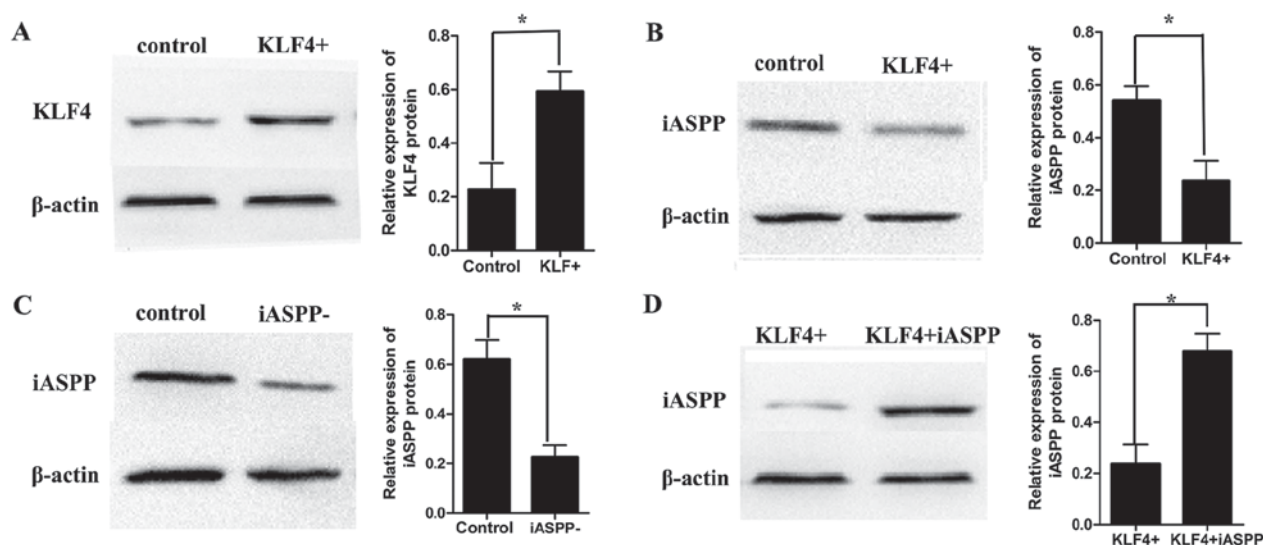 A
control KLF4+
KLF4
β-actin
Relative expression of
KLF4 protein
0.8
0.6
0.4
0.2
0.0
Control KLF+
*
B
control KLF4+
iASPP
β-actin
Relative expression of
iASPP protein
0.8
0.6
0.4
0.2
0.0
Control KLF4+
*
C
control iASPP-
iASPP
β-actin
Relative expression of
iASPP protein
0.8
0.6
0.4
0.2
0.0
Control iASPP-
*
D
KLF4+ KLF4+iASPP
iASPP
β-actin
Relative expression of
iASPP protein
0.8
0.6
0.4
0.2
0.0
KLF4+ KLF4+iASPP
*